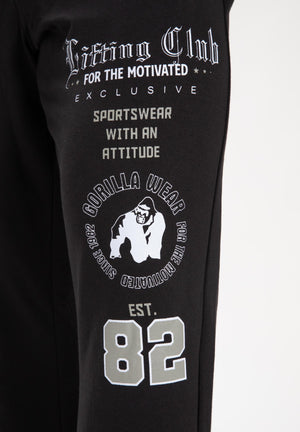 Lifting Club
FOR THE MOTIVATED
EXCLUSIVE
SPORTSWEAR
WITH AN
ATTITUDE
GORILLA WEAR
FOR THE MOTIVATED SINCE 1982
EST.
82